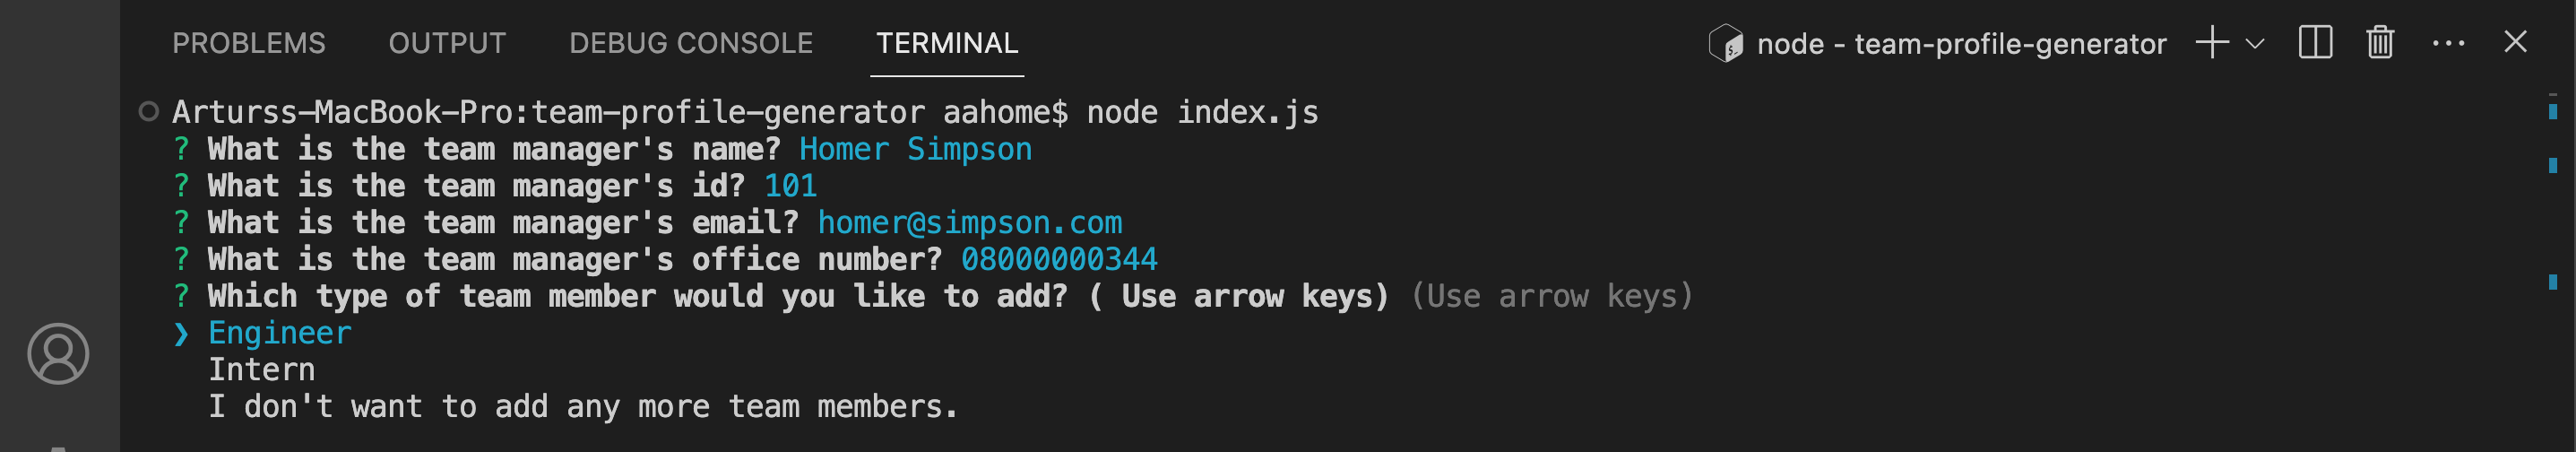 PROBLEMS OUTPUT DEBUG CONSOLE TERMINAL node - team-profile-generator
Arturss-MacBook-Pro:team-profile-generator aahome$ node index.js
? What is the team manager's name? Homer Simpson
? What is the team manager's id? 101
? What is the team manager's email? homer@simpson.com
? What is the team manager's office number? 08000000344
? Which type of team member would you like to add? ( Use arrow keys) (Use arrow keys)
❯ Engineer
Intern
I don't want to add any more team members.